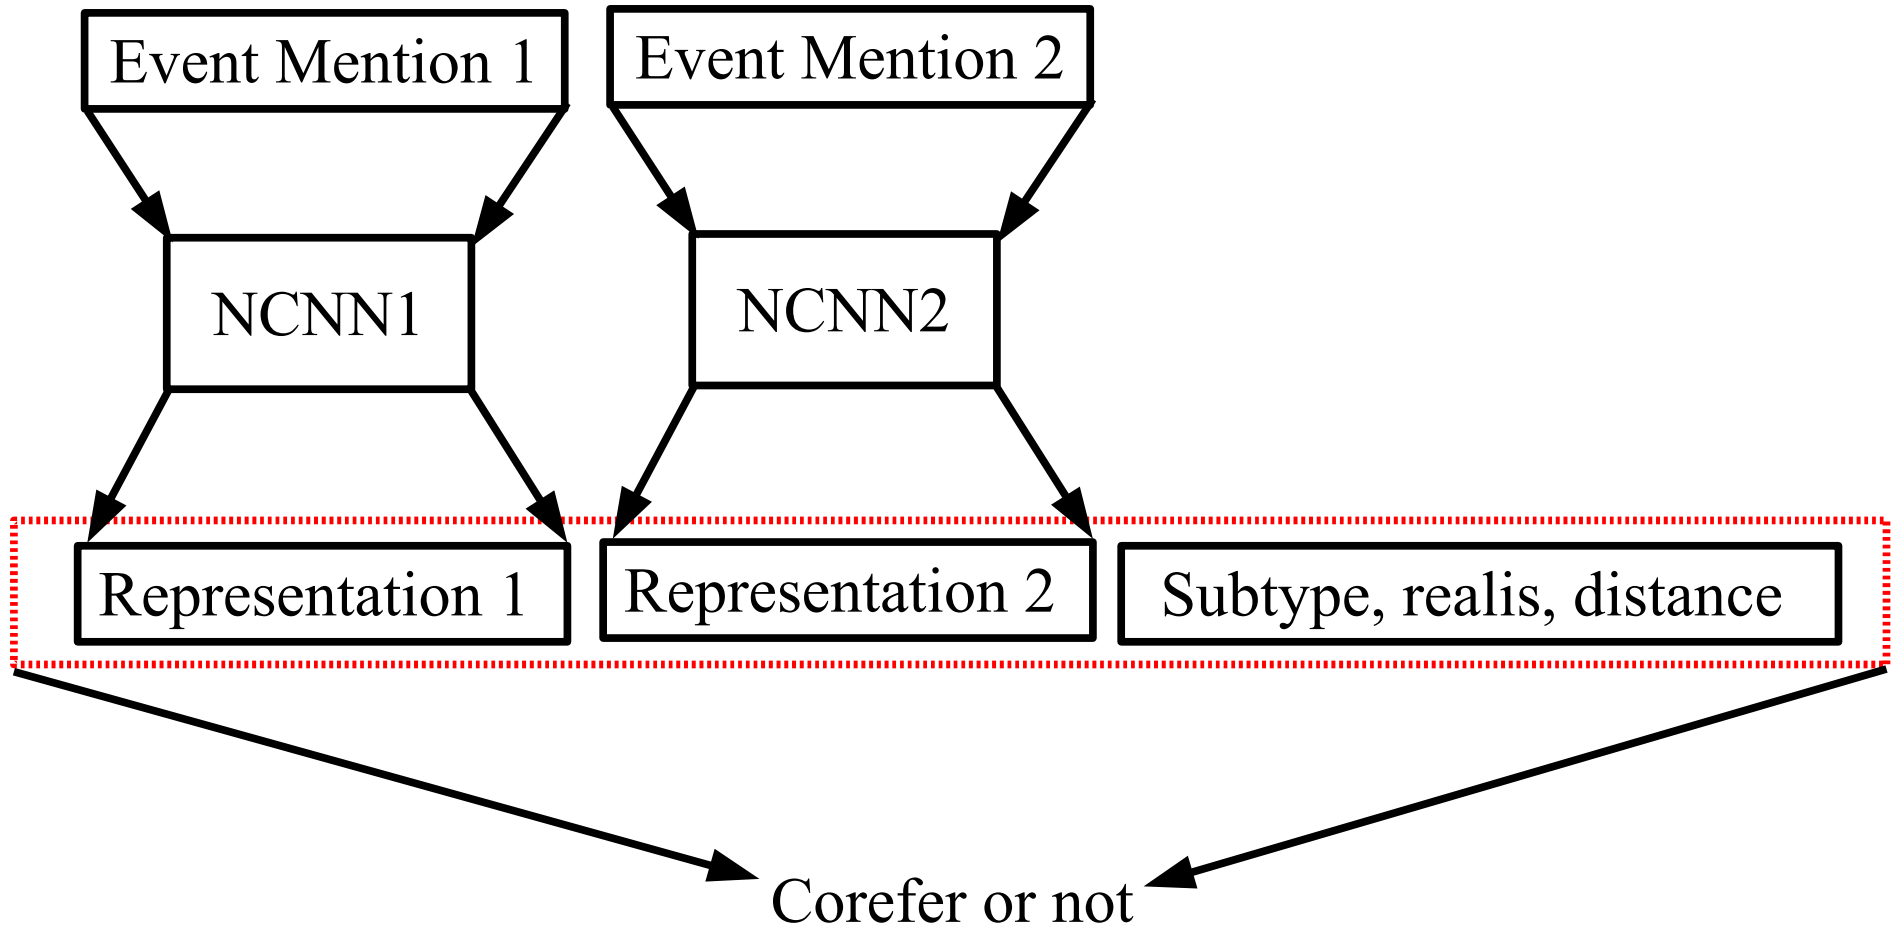 Event Mention 1
Event Mention 2
NCNN1
NCNN2
Representation 1
Representation 2
Subtype, realis, distance
Corefer or not